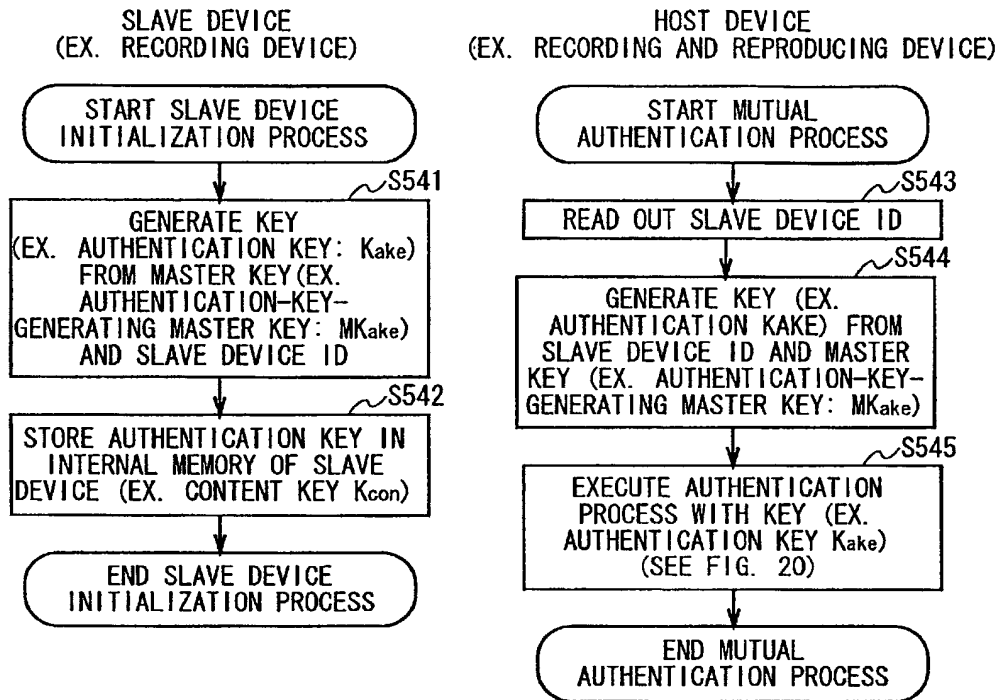 SLAVE DEVICE
(EX. RECORDING DEVICE)
START SLAVE DEVICE
INITIALIZATION PROCESS
S541
GENERATE KEY
(EX. AUTHENTICATION KEY: Kake)
FROM MASTER KEY(EX.
AUTHENTICATION-KEY-
GENERATING MASTER KEY: MKake)
AND SLAVE DEVICE ID
S542
STORE AUTHENTICATION KEY IN
INTERNAL MEMORY OF SLAVE
DEVICE (EX. CONTENT KEY Kcon)
END SLAVE DEVICE
INITIALIZATION PROCESS
HOST DEVICE
(EX. RECORDING AND REPRODUCING DEVICE)
START MUTUAL
AUTHENTICATION PROCESS
S543
READ OUT SLAVE DEVICE ID
S544
GENERATE KEY (EX.
AUTHENTICATION KAKE) FROM
SLAVE DEVICE ID AND MASTER
KEY (EX. AUTHENTICATION-KEY-
GENERATING MASTER KEY: MKake)
S545
EXECUTE AUTHENTICATION
PROCESS WITH KEY (EX.
AUTHENTICATION KEY Kake)
(SEE FIG. 20)
END MUTUAL
AUTHENTICATION PROCESS